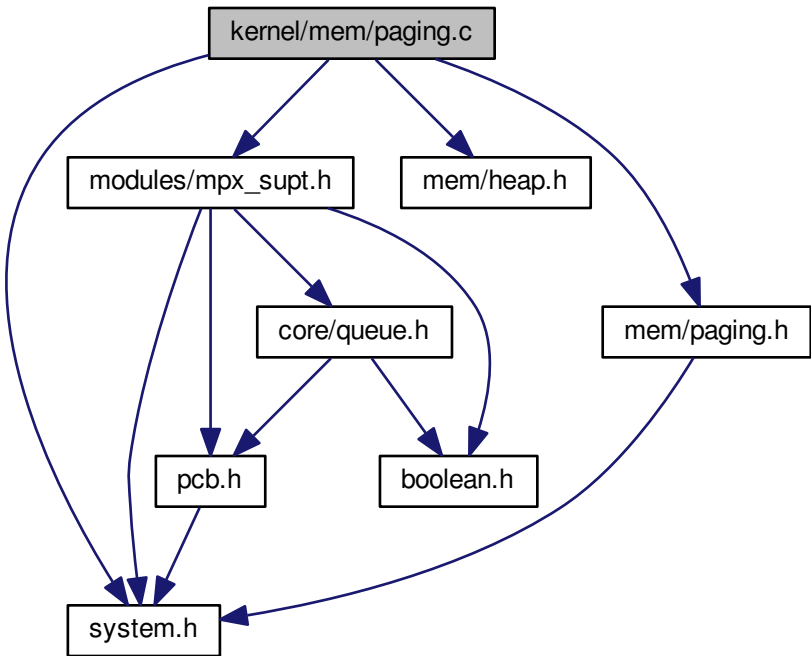 kernel/mem/paging.c
modules/mpx_supt.h
mem/heap.h
core/queue.h
mem/paging.h
pcb.h
boolean.h
system.h